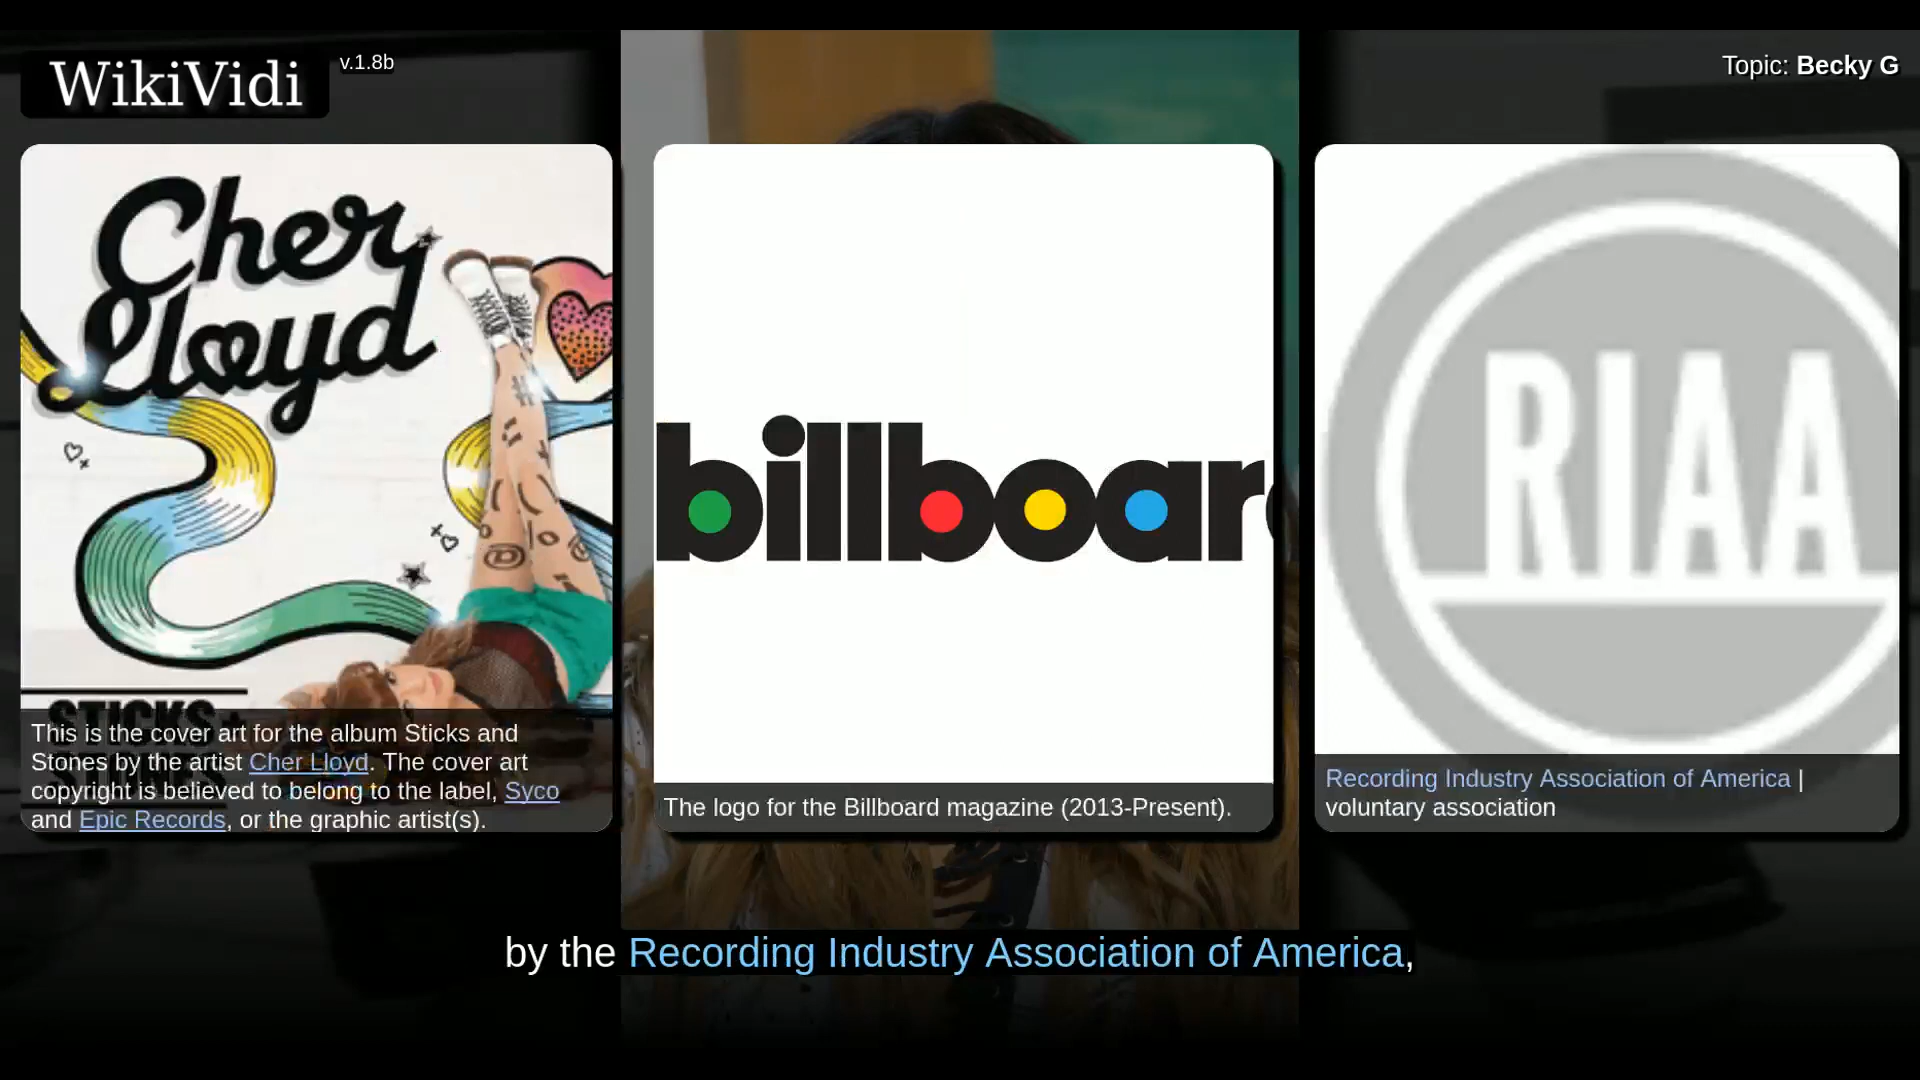 WikiVidi
v.1.8b
Topic: Becky G
Cher
Lloyd
STICKS+
STONES
This is the cover art for the album Sticks and
Stones by the artist Cher Lloyd. The cover art
copyright is believed to belong to the label, Syco
and Epic Records, or the graphic artist(s).
billboar
The logo for the Billboard magazine (2013-Present).
RIAA
Recording Industry Association of America |
voluntary association
by the Recording Industry Association of America,